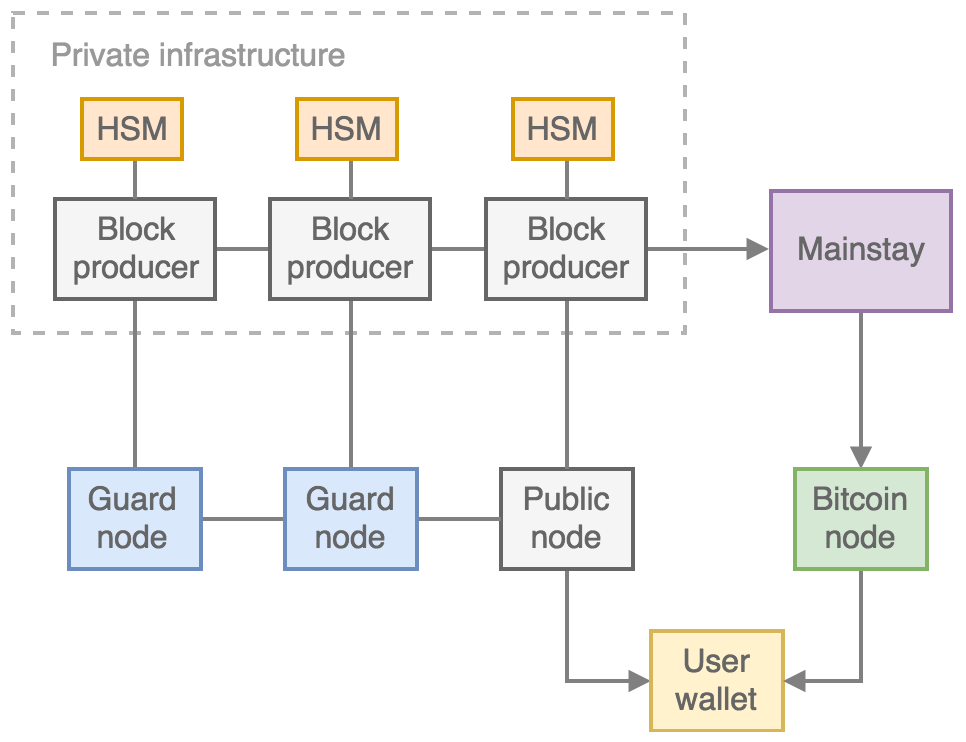 Private infrastructure
HSM
HSM
HSM
Block
producer
Block
producer
Block
producer
Mainstay
Guard
node
Guard
node
Public
node
Bitcoin
node
User
wallet